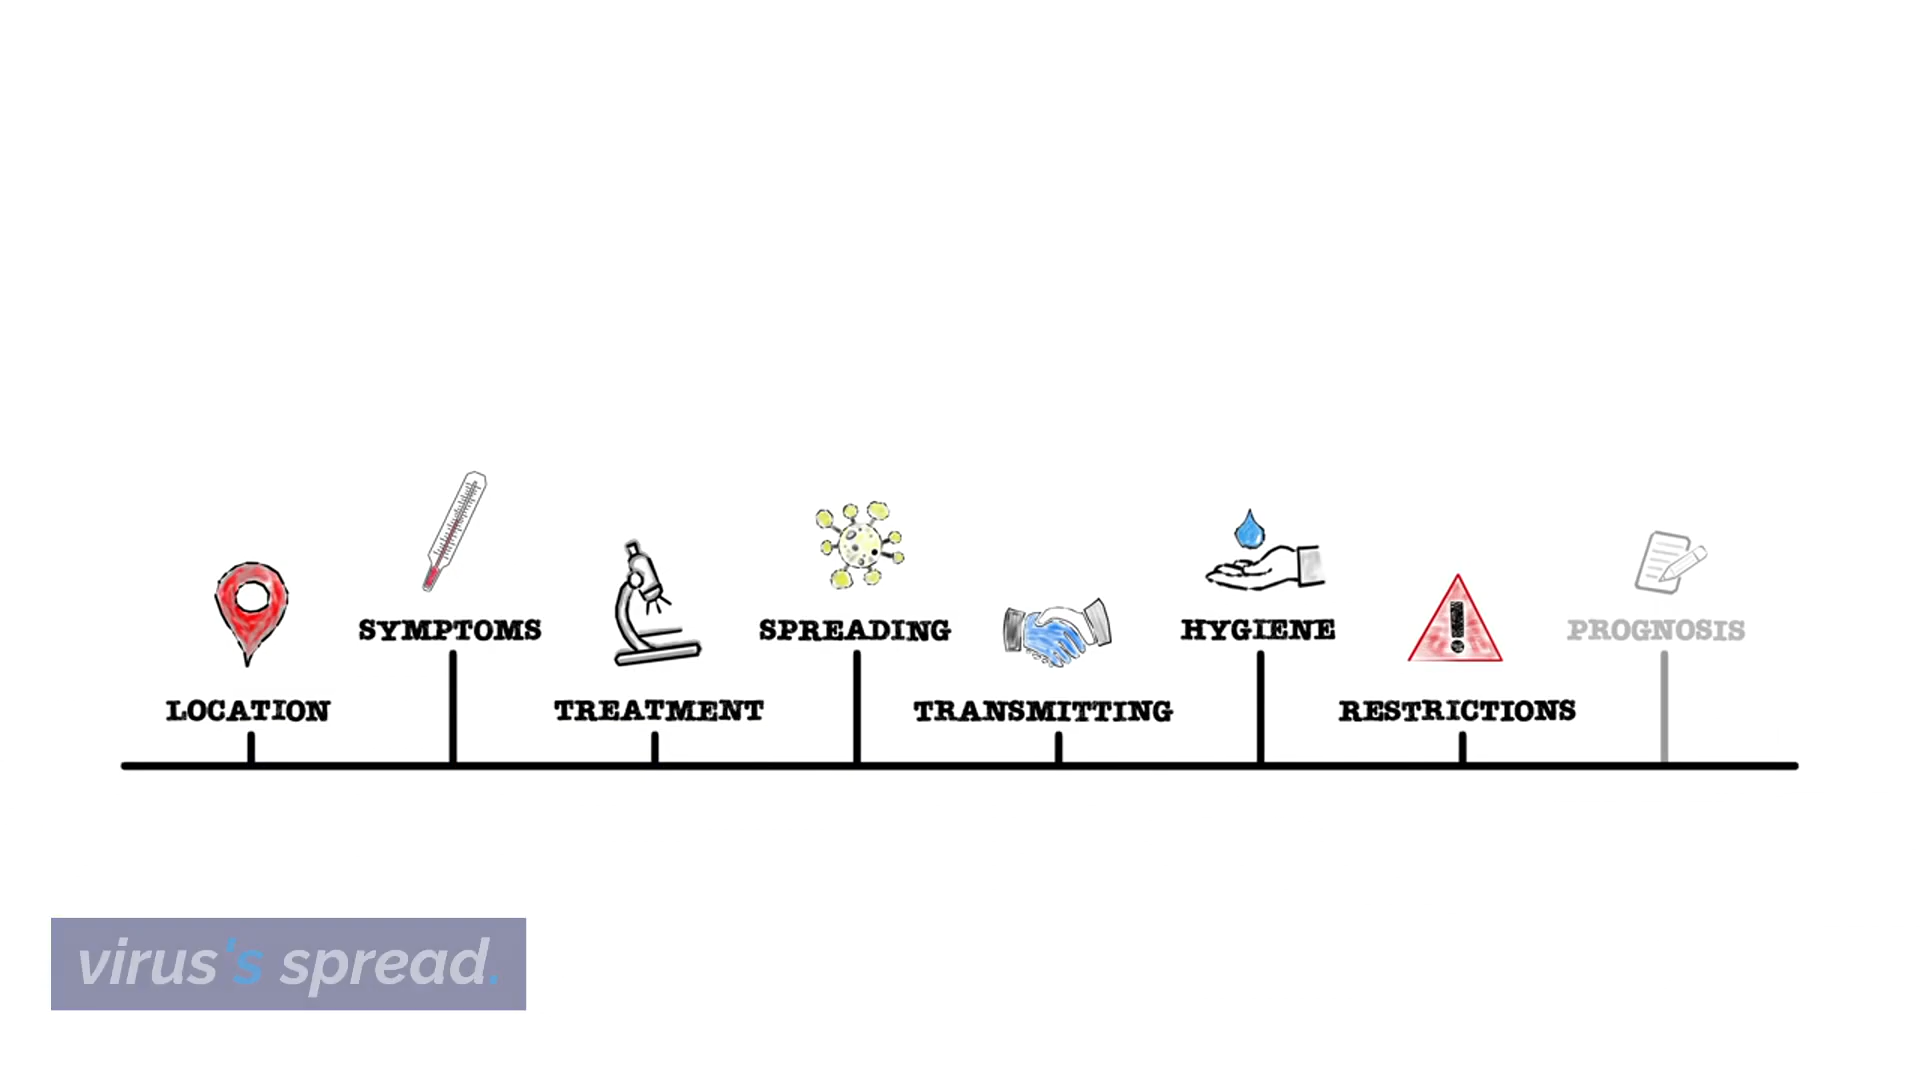 SYMPTOMS
SPREADING
HYGIENE
PROGNOSIS
LOCATION
TREATMENT
TRANSMITTING
RESTRICTIONS
virus's spread.